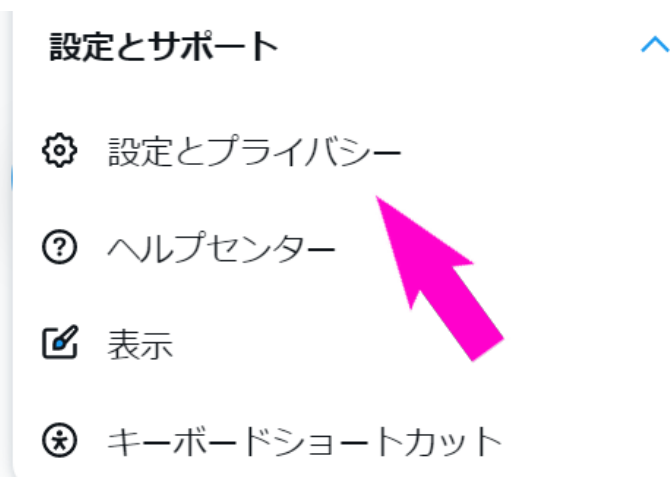 設定とサポート
設定とプライバシー
ヘルプセンター
表示
キーボードショートカット